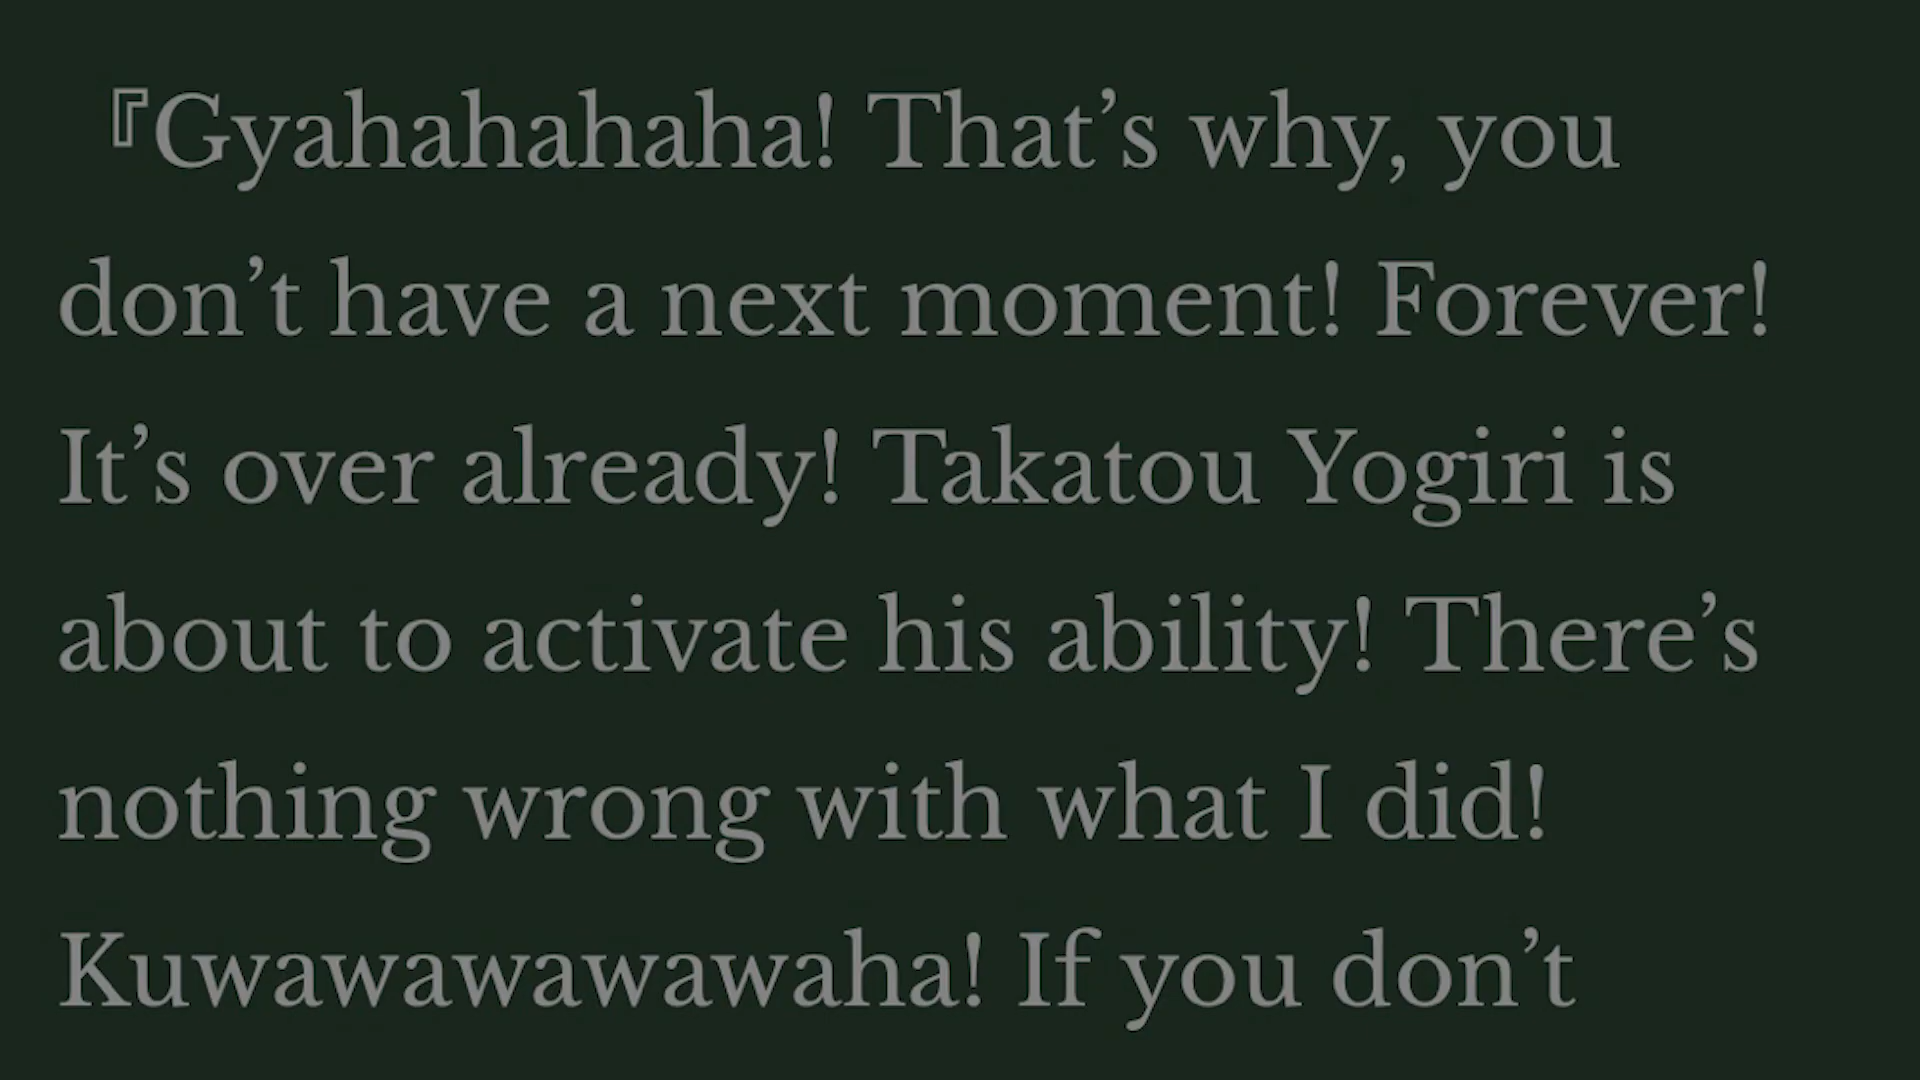 『Gyahahahaha! That’s why, you
don’t have a next moment! Forever!
It’s over already! Takatou Yogiri is
about to activate his ability! There’s
nothing wrong with what I did!
Kuwawawawawaha! If you don’t